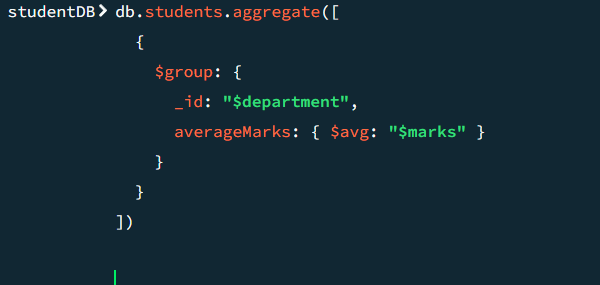 studentDB> db.students.aggregate([
{
$group: {
_id: "$department",
averageMarks: { $avg: "$marks" }
}
}
])